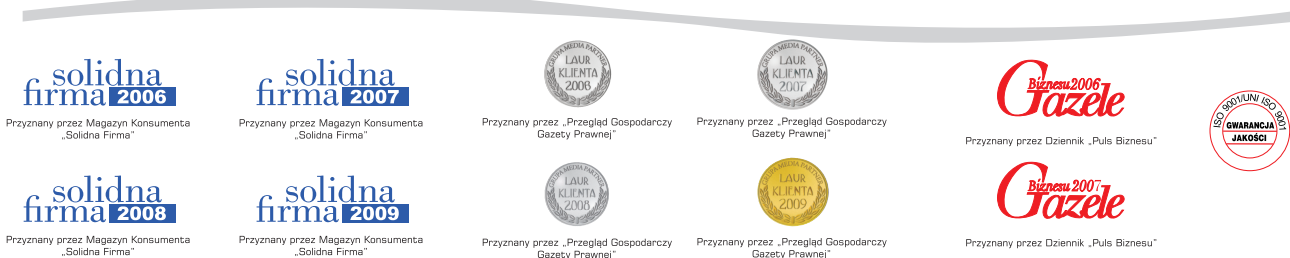 solidna
firma 2006
Przyznany przez Magazyn Konsumenta
„Solidna Firma”
solidna
firma 2007
Przyznany przez Magazyn Konsumenta
„Solidna Firma”
GRUPA MEDIA PARTNER
LAUR
KLIENTA
2006
Przyznany przez „Przegląd Gospodarczy
Gazety Prawnej”
GRUPA MEDIA PARTNER
LAUR
KLIENTA
2007
Przyznany przez „Przegląd Gospodarczy
Gazety Prawnej”
Biznesu 2006
Gazele
Przyznany przez Dziennik „Puls Biznesu”
ISO 9001/UNI ISO 9001
GWARANCJA
JAKOŚCI
solidna
firma 2008
Przyznany przez Magazyn Konsumenta
„Solidna Firma”
solidna
firma 2009
Przyznany przez Magazyn Konsumenta
„Solidna Firma”
GRUPA MEDIA PARTNER
LAUR
KLIENTA
2008
Przyznany przez „Przegląd Gospodarczy
Gazety Prawnej”
GRUPA MEDIA PARTNER
LAUR
KLIENTA
2009
Przyznany przez „Przegląd Gospodarczy
Gazety Prawnej”
Biznesu 2007
Gazele
Przyznany przez Dziennik „Puls Biznesu”